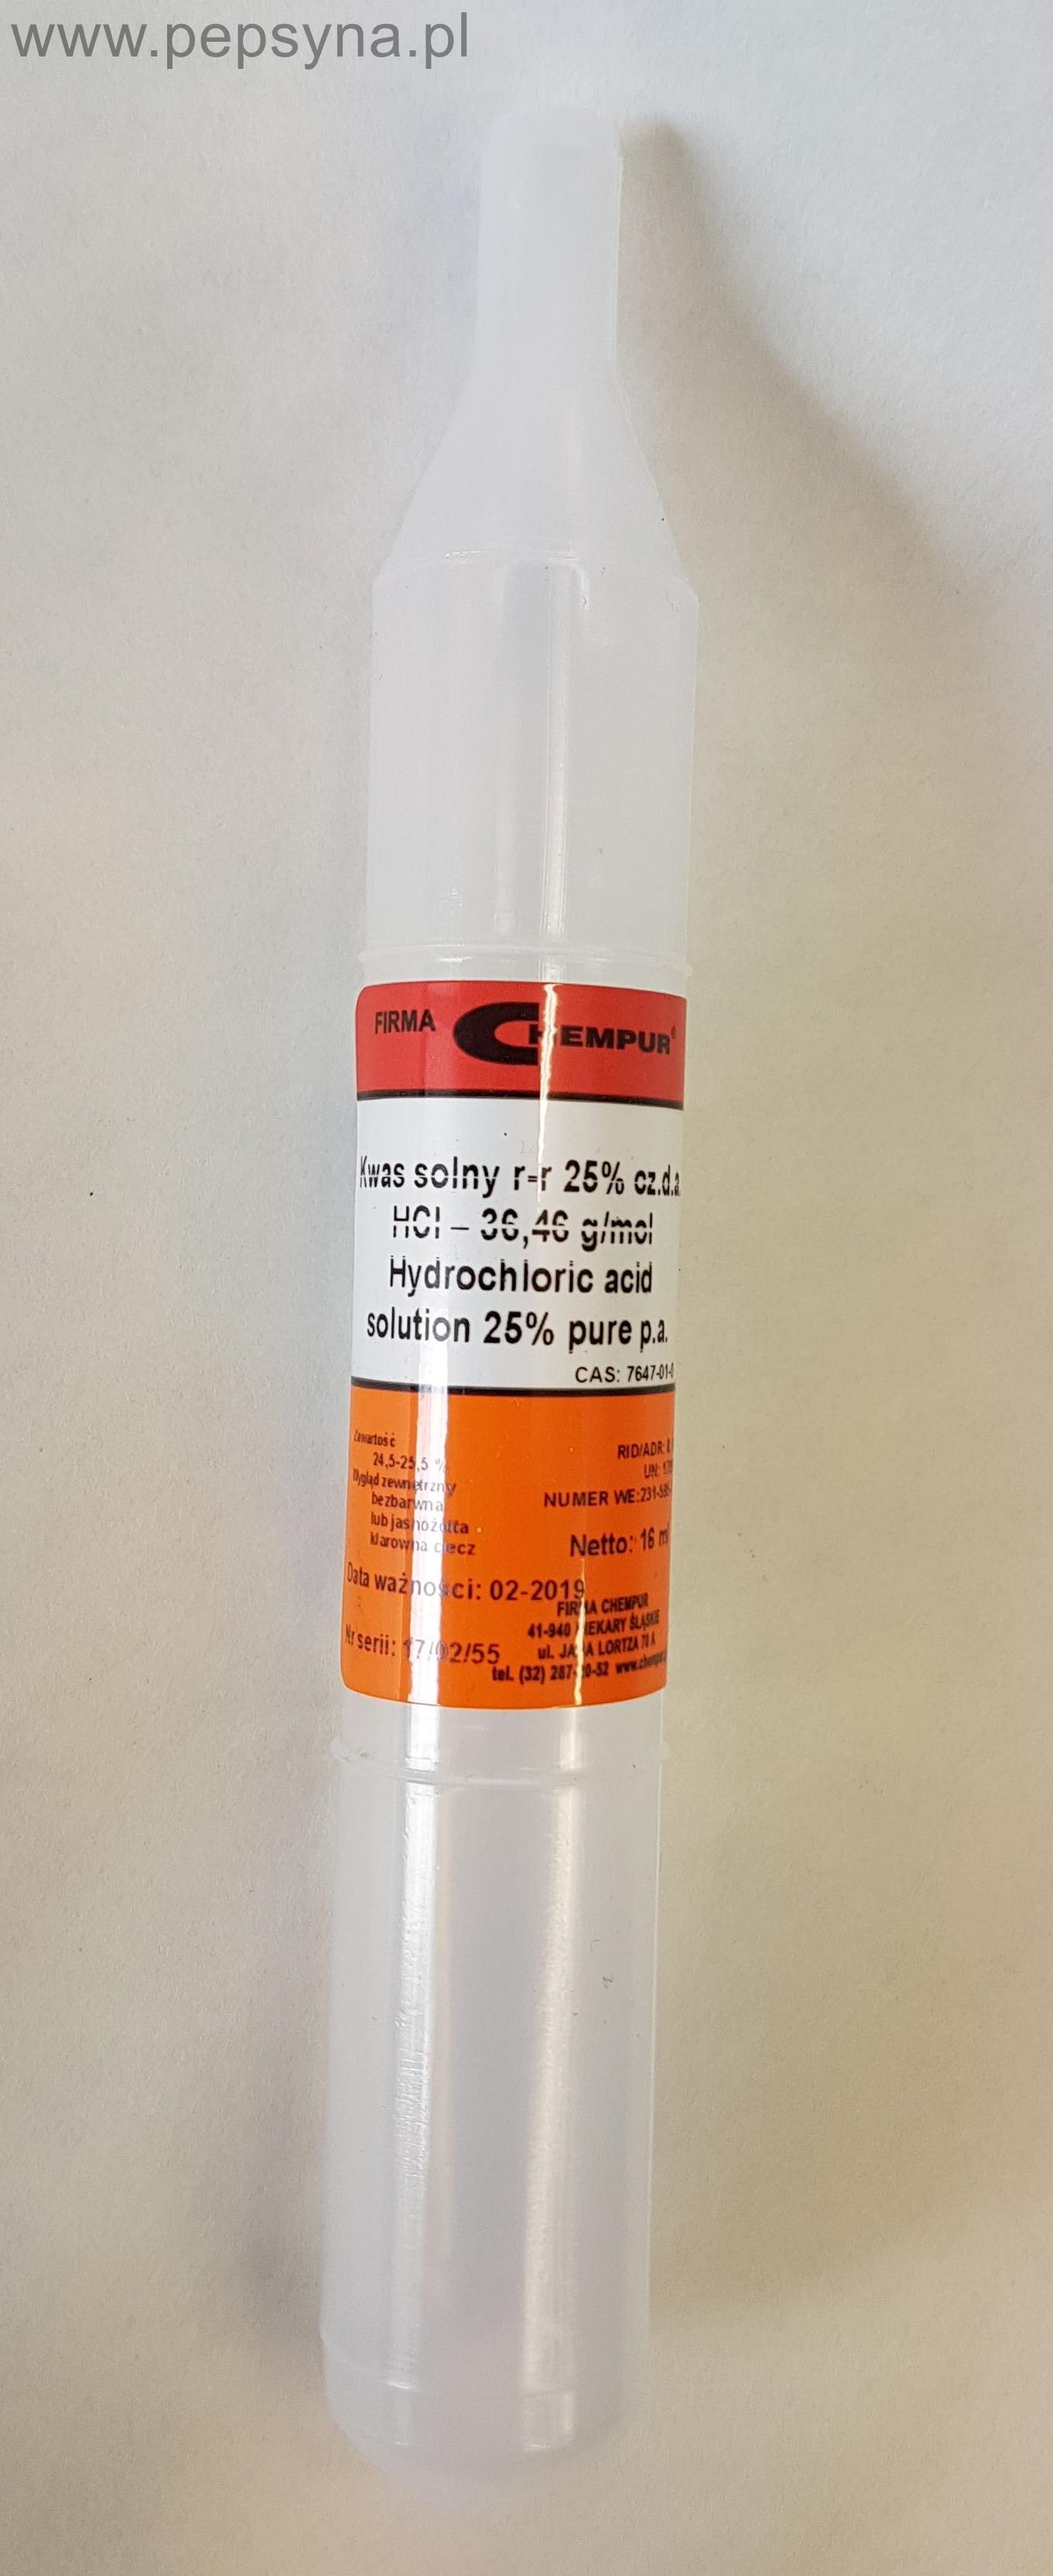 www.pepsyna.pl
FIRMA CHEMPUR®
Kwas solny r-r 25% cz.d.a.
HCl – 36,46 g/mol
Hydrochloric acid
solution 25% pure p.a.
CAS: 7647-01-0
Zawartość
24,5-25,5 %
Wygląd zewnętrzny
bezbarwna
lub jasnożółta
klarowna ciecz
RID/ADR: 8
UN:
NUMER WE:231-595-
Netto: 16 ml
Data ważności: 02-2019
Nr serii: 17/02/55
FIRMA CHEMPUR
41-940 PIEKARY ŚLĄSKIE
ul. JANA LORTZA 70 A
tel. (32) 287- 0-52 www.chempur